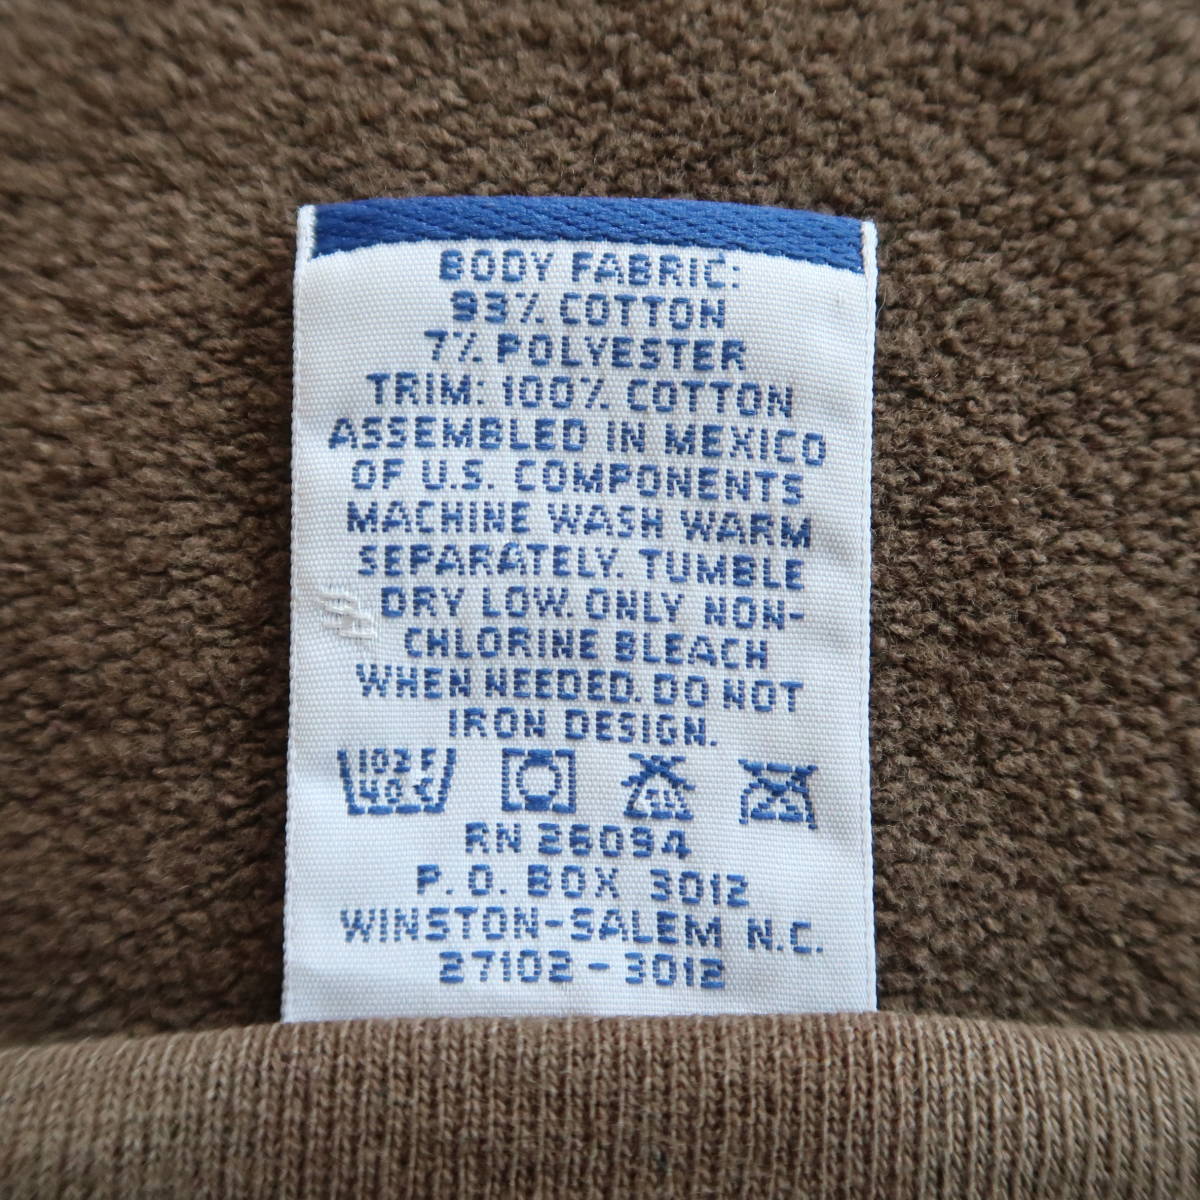 BODY FABRIC:
93% COTTON
7% POLYESTER
TRIM: 100% COTTON
ASSEMBLED IN MEXICO
OF U.S. COMPONENTS
MACHINE WASH WARM
SEPARATELY. TUMBLE
DRY LOW. ONLY NON-
CHLORINE BLEACH
WHEN NEEDED. DO NOT
IRON DESIGN.
102 F
40 C
RN 26094
P.O. BOX 3012
WINSTON-SALEM N.C.
27102-3012